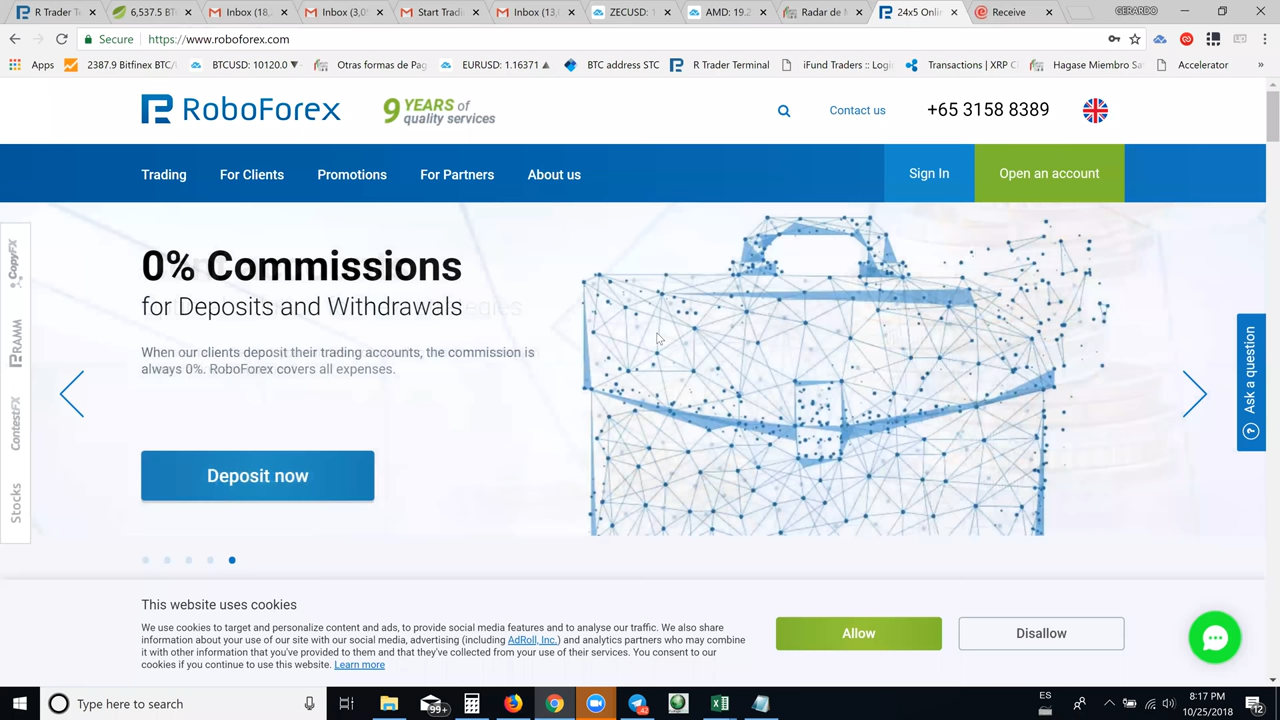 R Trader T
6,537.5 B
Inbox (18,
Inbox (3,0
Start Tradi
Inbox (13
ZECUSD: 1
AMD: 19.2
Radar de M
24x5 Onli
Receive
GERARDO
Secure
https://www.roboforex.com
Apps
2387.9 Bitfinex BTC/
BTCUSD: 10120.0 ▼
Otras formas de Pag
EURUSD: 1.16371 ▲
BTC address STC
R Trader Terminal
iFund Traders :: Logi
Transactions | XRP C
Hagase Miembro Sa
Accelerator
»
RoboForex
9 YEARS of
quality services
Contact us
+65 3158 8389
Trading
For Clients
Promotions
For Partners
About us
Sign In
Open an account
CopyFX
RAMM
ContestFX
Stocks
0% Commissions
for Deposits and Withdrawals
When our clients deposit their trading accounts, the commission is
always 0%. RoboForex covers all expenses.
Deposit now
Ask a question
?
This website uses cookies
We use cookies to target and personalize content and ads, to provide social media features and to analyse our traffic. We also share
information about your use of our site with our social media, advertising (including AdRoll, Inc.) and analytics partners who may combine
it with other information that you've provided to them and that they've collected from your use of their services. You consent to our
cookies if you continue to use this website. Learn more
Allow
Disallow
Type here to search
99+
42
ES
8:17 PM
10/25/2018
12